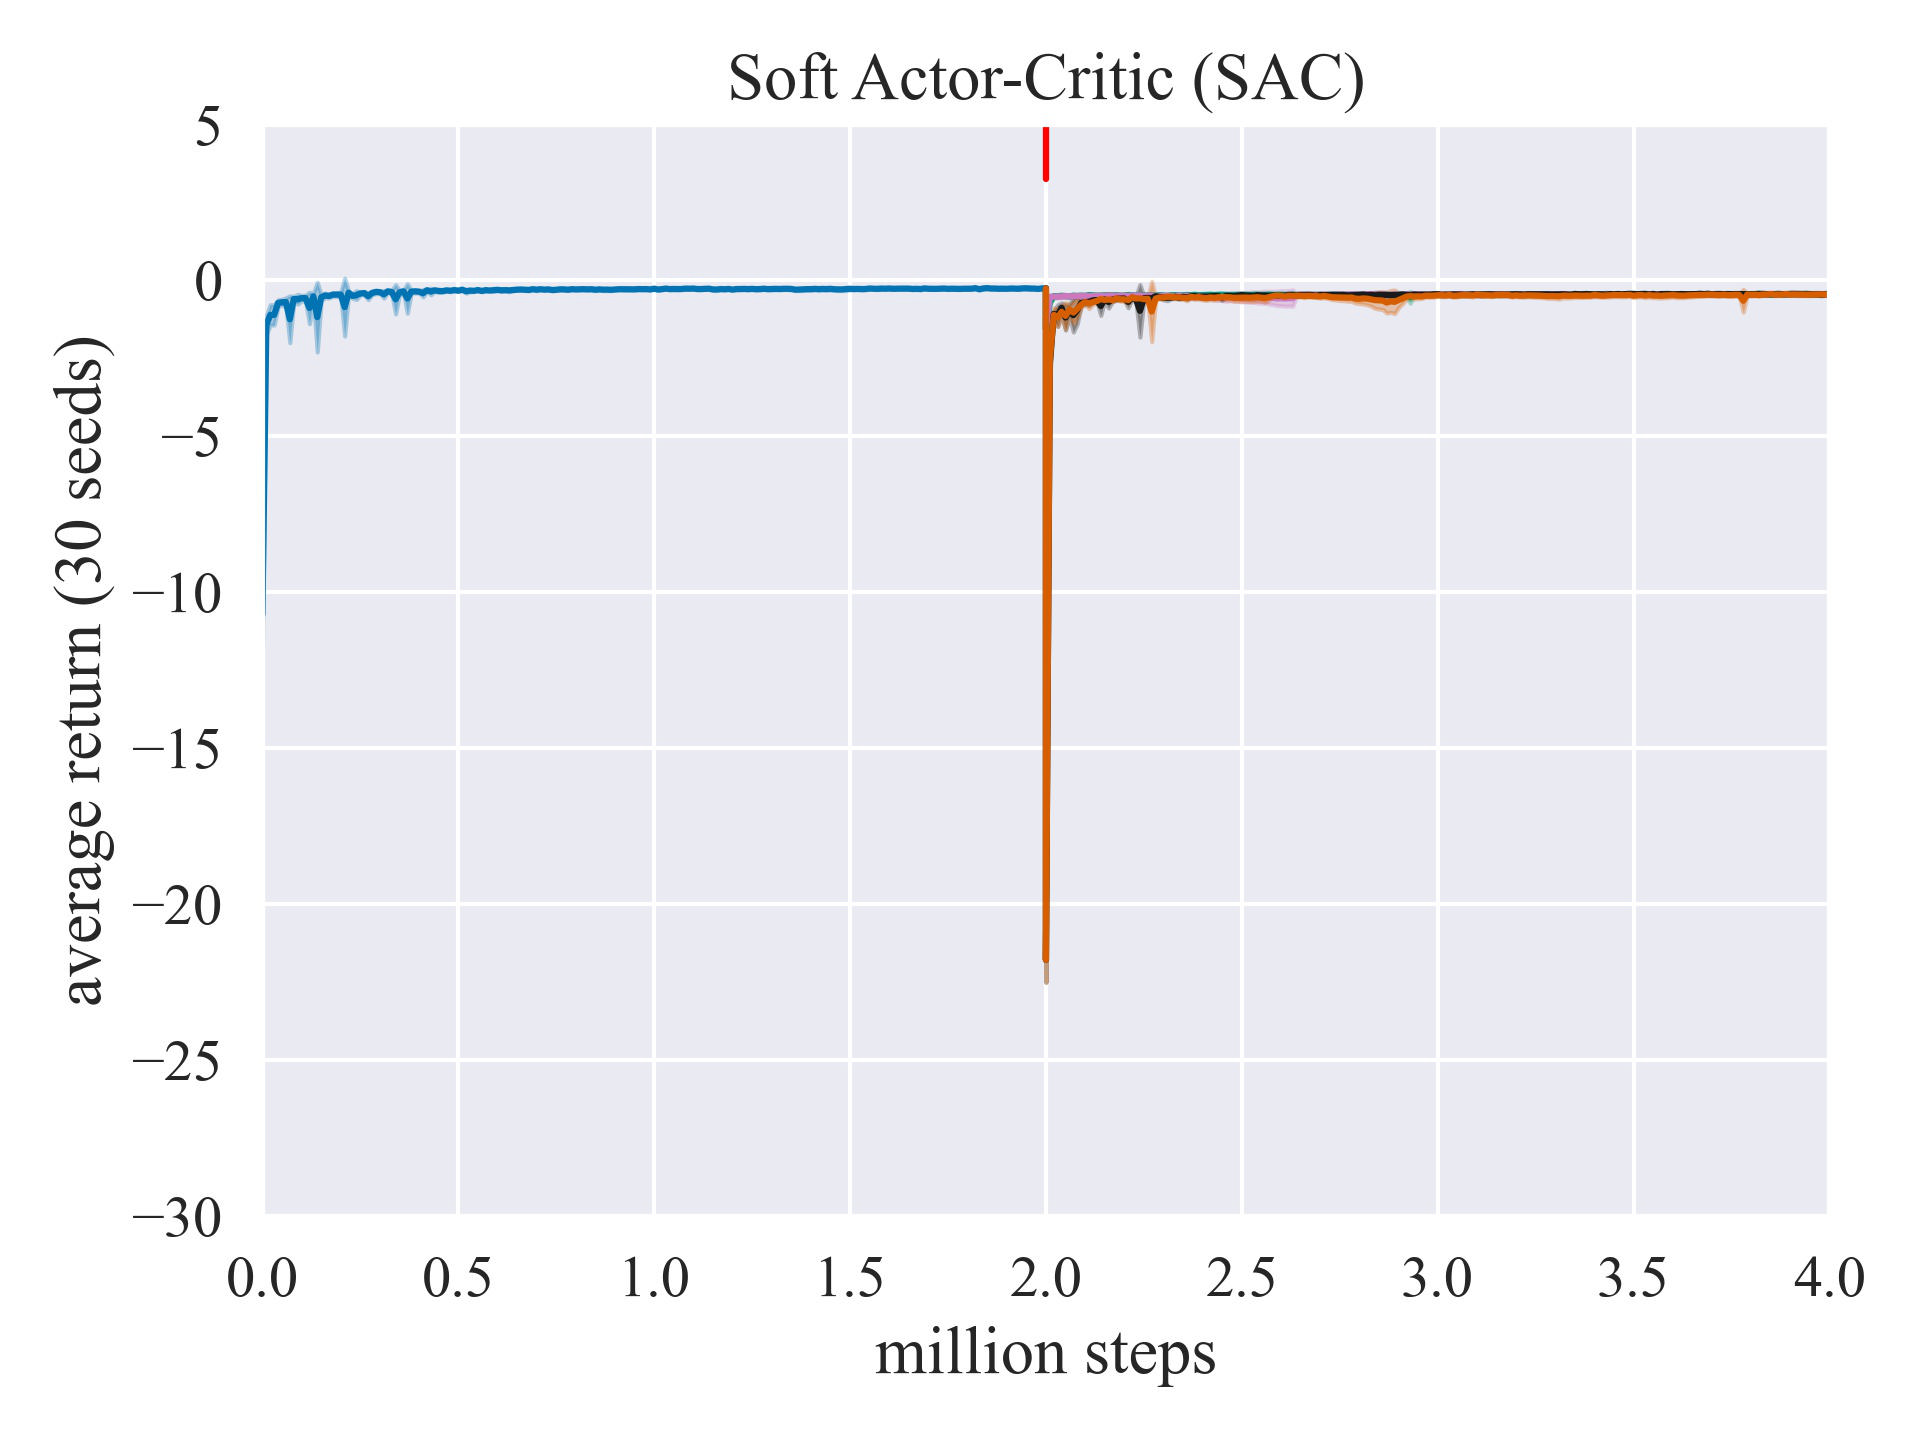 Soft Actor-Critic (SAC)
5
0
−5
−10
−15
−20
−25
−30
average return (30 seeds)
0.0 0.5 1.0 1.5 2.0 2.5 3.0 3.5 4.0
million steps